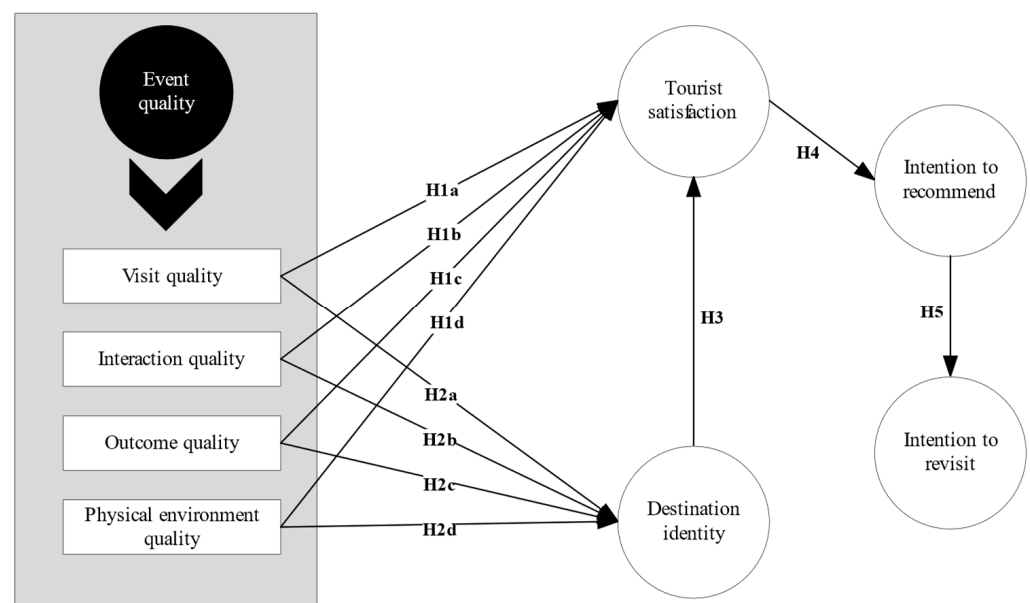 Event
quality
Visit quality
Interaction quality
Outcome quality
Physical environment
quality
H1a
H1b
H1c
H1d
H2a
H2b
H2c
H2d
Tourist
satisfaction
H3
Destination
identity
H4
Intention to
recommend
H5
Intention to
revisit